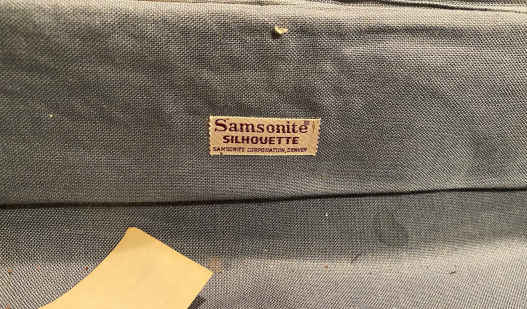 Samsonite®
SILHOUETTE
SAMSONITE CORPORATION, DENVER